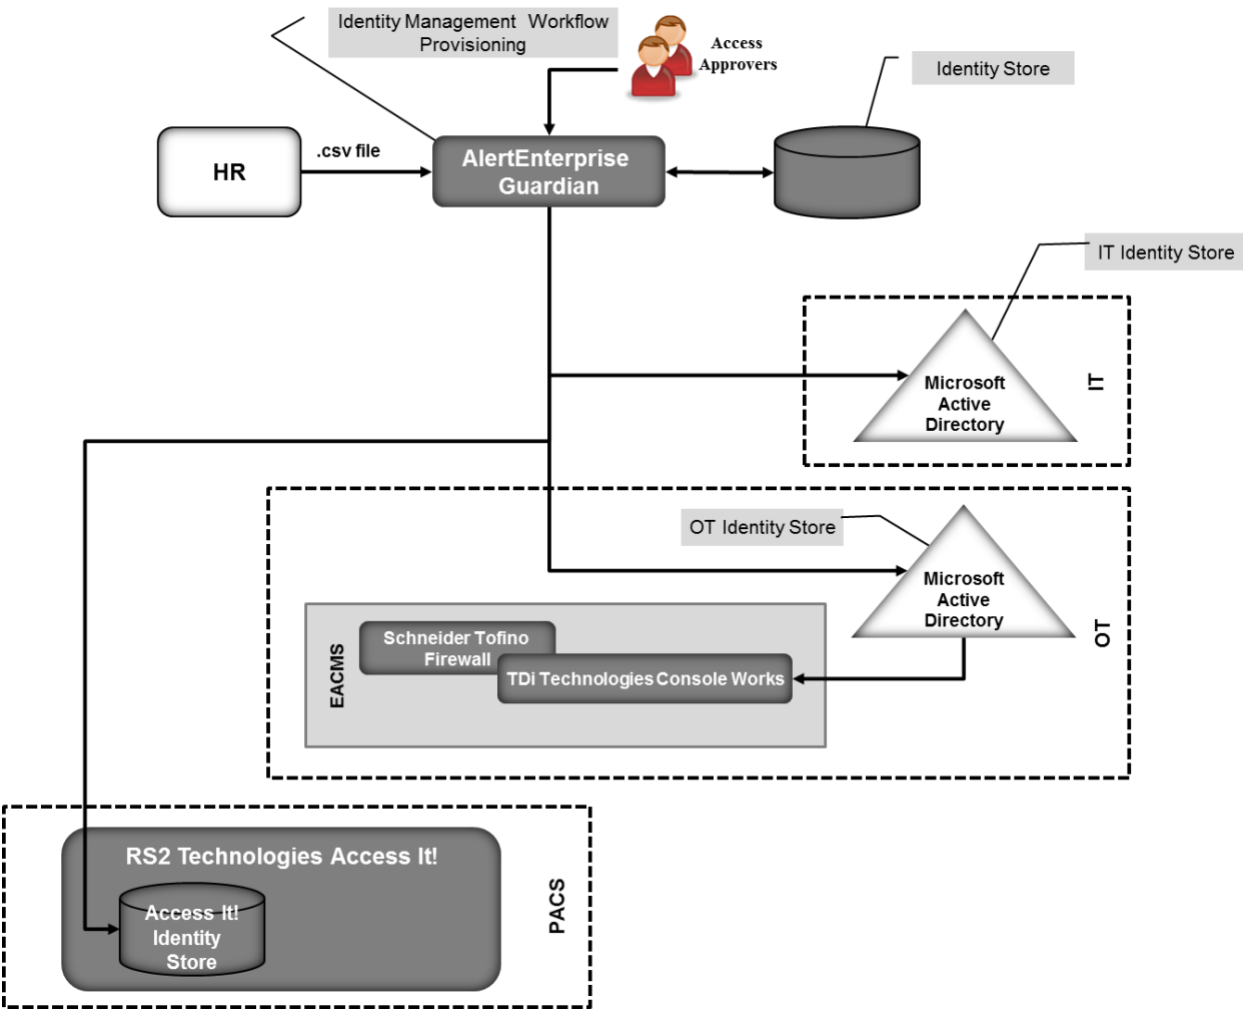 Identity Management Workflow
Provisioning
Access
Approvers
Identity Store
HR
.csv file
AlertEnterprise
Guardian
IT Identity Store
Microsoft
Active
Directory
IT
OT Identity Store
Microsoft
Active
Directory
OT
EACMS
Schneider Tofino
Firewall
TDi Technologies Console Works
RS2 Technologies Access It!
Access It!
Identity
Store
PACS